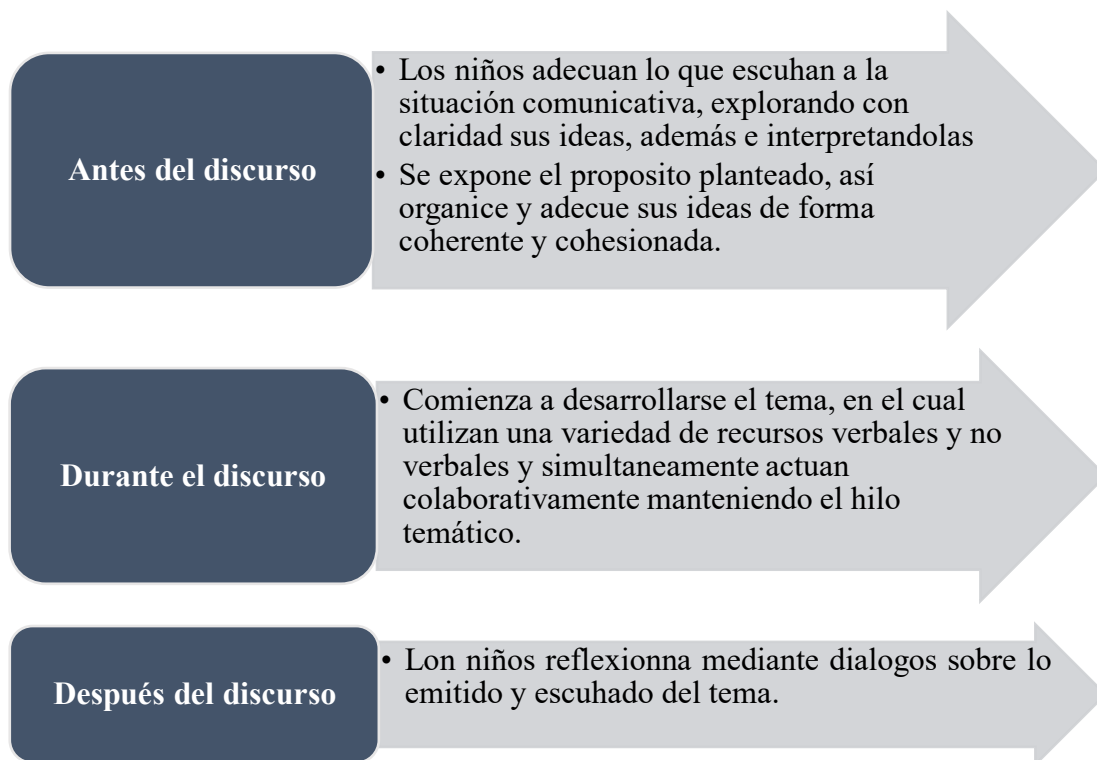 Antes del discurso
• Los niños adecuan lo que escuhan a la
situación comunicativa, explorando con
claridad sus ideas, además e interpretandolas
• Se expone el proposito planteado, así
organice y adecue sus ideas de forma
coherente y cohesionada.
Durante el discurso
• Comienza a desarrollarse el tema, en el cual
utilizan una variedad de recursos verbales y no
verbales y simultaneamente actuan
colaborativamente manteniendo el hilo
temático.
Después del discurso
• Lon niños reflexionna mediante dialogos sobre lo
emitido y escuhado del tema.